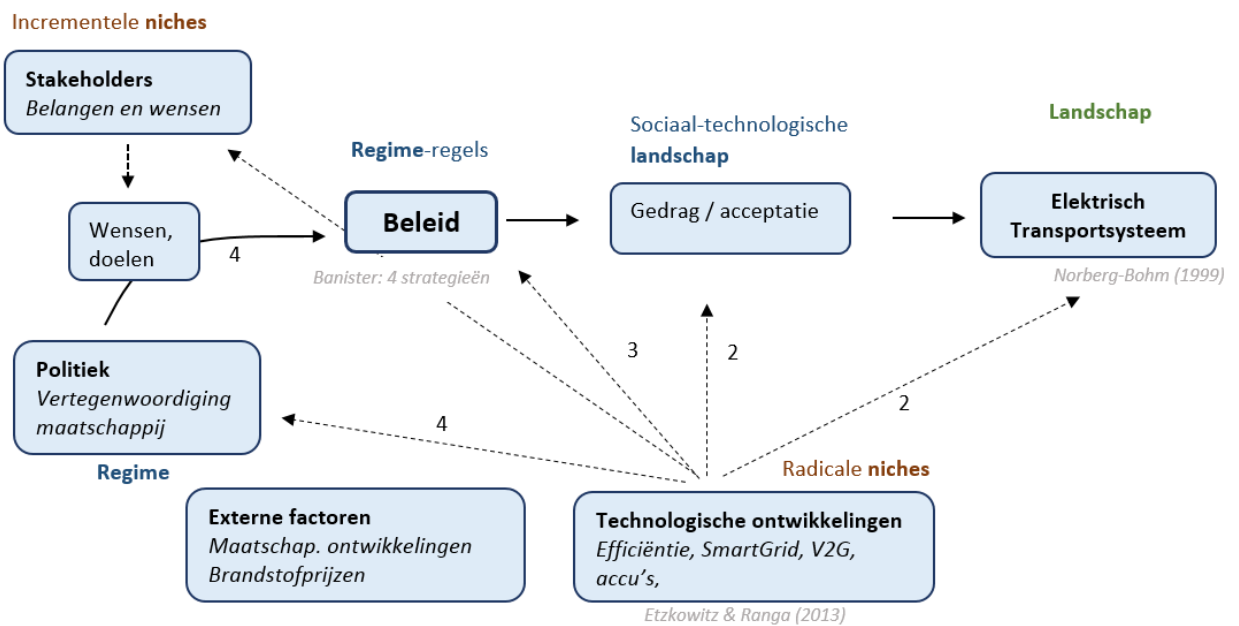 Incrementele niches
Stakeholders
Belangen en wensen
Landschap
Sociaal-technologische
landschap
Regime-regels
Wensen,
doelen
4
Beleid
Gedrag / acceptatie
Elektrisch
Transportsysteem
Banister: 4 strategieën
Norberg-Bohm (1999)
3
2
2
4
Politiek
Vertegenwoordiging
maatschappij
Regime
Radicale niches
Externe factoren
Maatschap. ontwikkelingen
Brandstofprijzen
Technologische ontwikkelingen
Efficiëntie, SmartGrid, V2G,
accu's,
Etzkowitz & Ranga (2013)